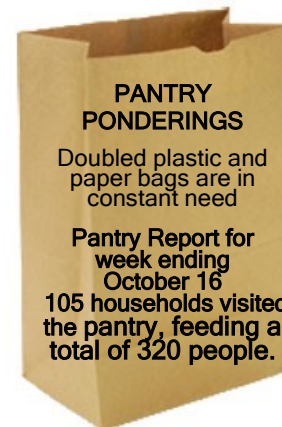 PANTRY
PONDERINGS
Doubled plastic and
paper bags are in
constant need
Pantry Report for
week ending
October 16
105 households visited
the pantry, feeding a
total of 320 people.